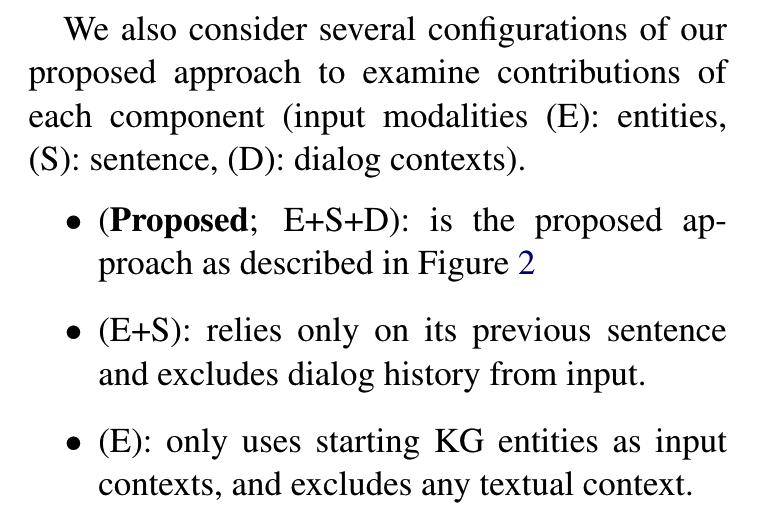 We also consider several configurations of our
proposed approach to examine contributions of
each component (input modalities (E): entities,
(S): sentence, (D): dialog contexts).
• (Proposed; E+S+D): is the proposed ap-
proach as described in Figure 2
• (E+S): relies only on its previous sentence
and excludes dialog history from input.
• (E): only uses starting KG entities as input
contexts, and excludes any textual context.